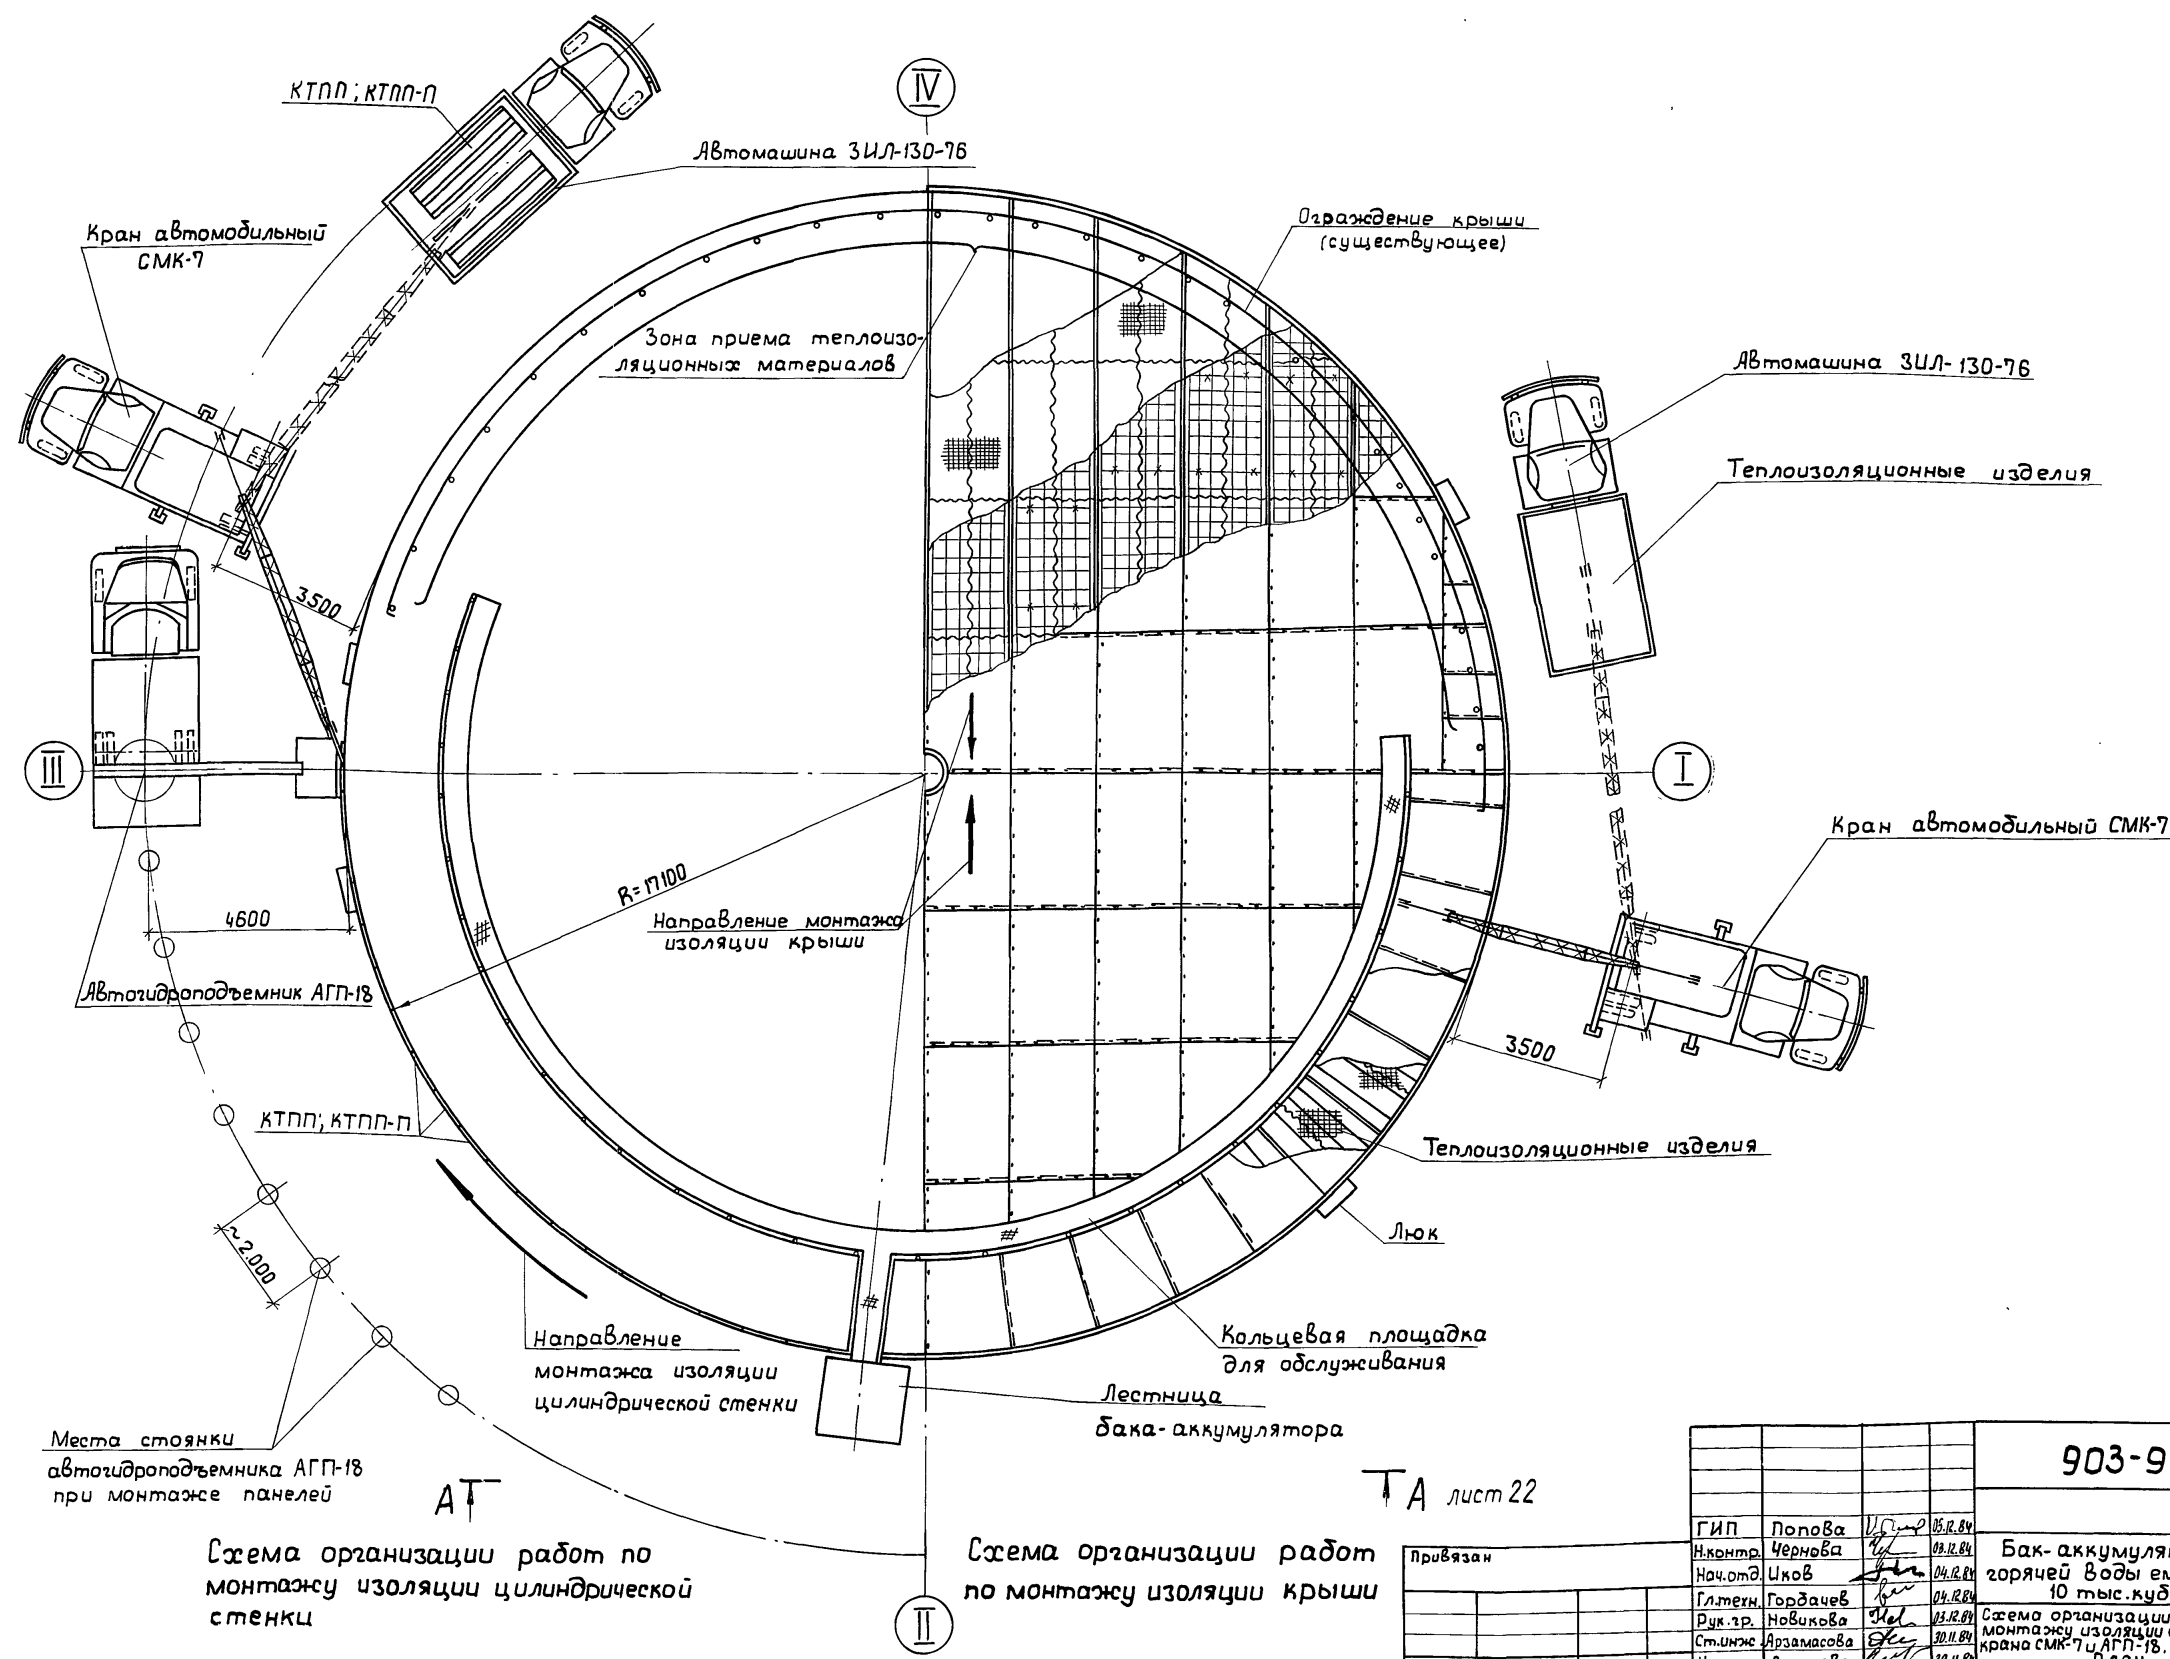 IV
КТПП; КТПП-П
Автомашина ЗИЛ-130-76
Кран автомобильный
СМК-7
Ограждение крыши
(существующее)
Зона приема теплоизо-
ляционных материалов
Автомашина ЗИЛ-130-76
Теплоизоляционные изделия
3500
III
I
Кран автомобильный СМК-7
R=17100
4600
Направление монтажа
изоляции крыши
Автогидроподъемник АГП-18
3500
КТПП; КТПП-П
Теплоизоляционные изделия
Люк
~2.000
Направление
монтажа изоляции
цилиндрической стенки
Кольцевая площадка
для обслуживания
Лестница
бака-аккумулятора
Места стоянки
автогидроподъемника АГП-18
при монтаже панелей
А
А лист 22
Схема организации работ по
монтажу изоляции цилиндрической
стенки
Схема организации работ
по монтажу изоляции крыши
II
Привязан
903-9
ГИП Попова 05.12.84
Н.контр. Чернова 03.12.84
Нач.отд. Иков 04.12.84
Гл.техн. Горбачев 04.12.84
Рук.гр. Новикова 03.12.84
Ст.инж Арзамасова 30.11.84
Бак-аккумуля
горячей воды ем
10 тыс.куб
Схема организации
монтажу изоляции с
крана СМК-7 и АГП-18.